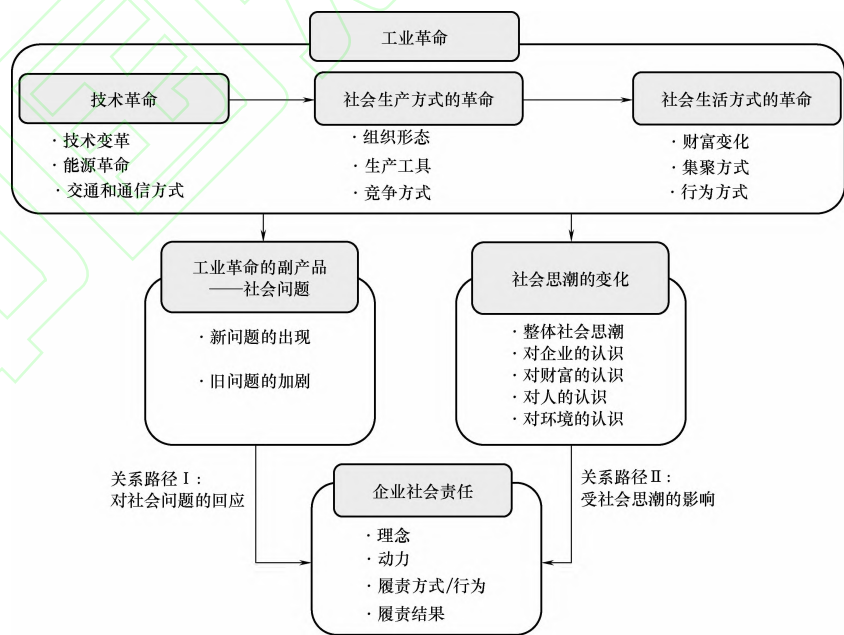 工业革命
技术革命
·技术变革
·能源革命
·交通和通信方式
社会生产方式的革命
·组织形态
·生产工具
·竞争方式
社会生活方式的革命
·财富变化
·集聚方式
·行为方式
工业革命的副产品
——社会问题
·新问题的出现
·旧问题的加剧
社会思潮的变化
·整体社会思潮
·对企业的认识
·对财富的认识
·对人的认识
·对环境的认识
关系路径Ⅰ:
对社会问题的回应
关系路径Ⅱ:
受社会思潮的影响
企业社会责任
·理念
·动力
·履责方式/行为
·履责结果